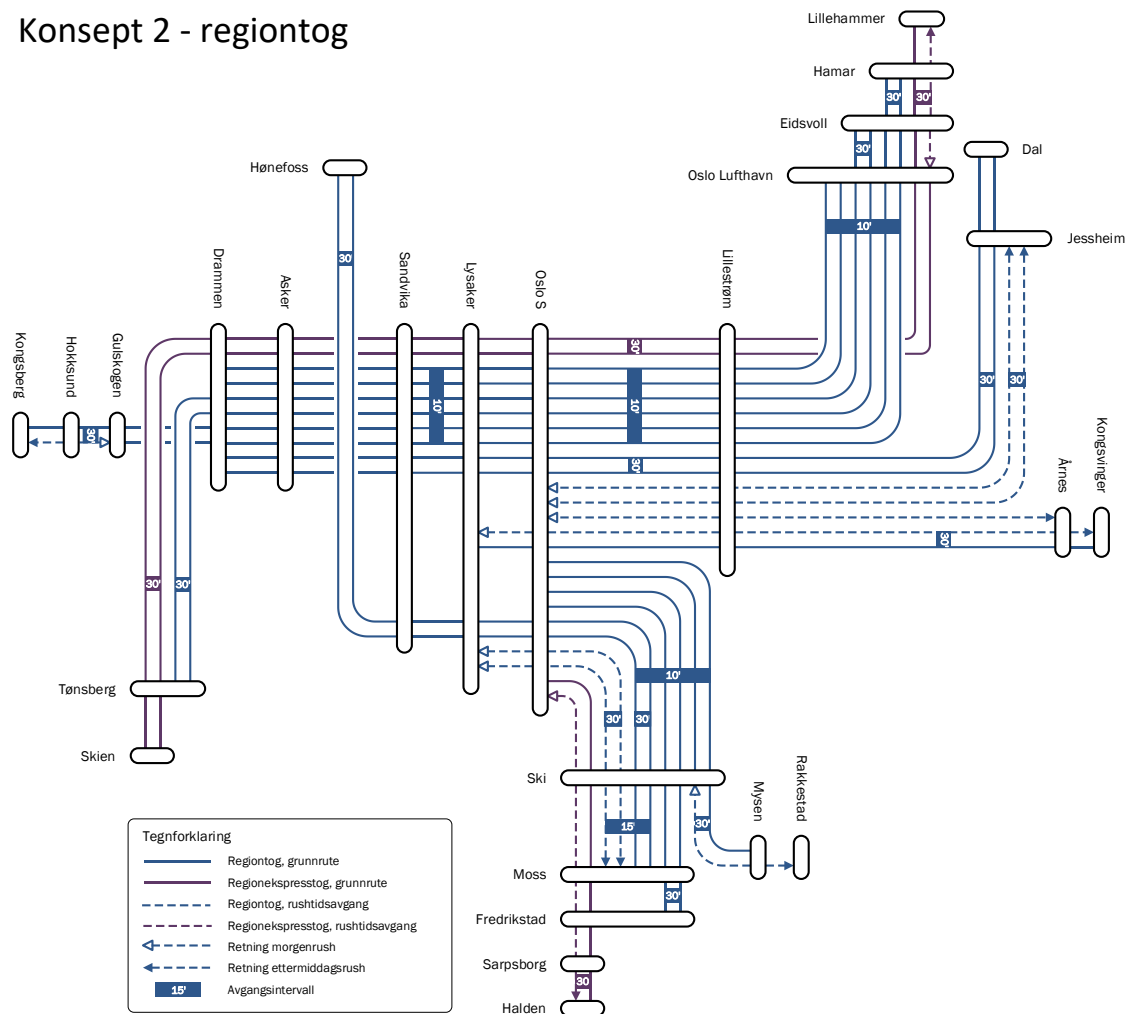 Konsept 2 - regiontog
Lillehammer
Hamar
30'
30'
Eidsvoll
30'
Dal
Hønefoss
Oslo Lufthavn
10'
Jessheim
30'
Drammen
Asker
Sandvika
Lysaker
Oslo S
Lillestrøm
Kongsberg
Hokksund
Gulskogen
30'
30'
10'
10'
30'
30'
30'
30'
Årnes
Kongsvinger
30'
30'
30'
10'
Tønsberg
30'
30'
Skien
Ski
Mysen
Rakkestad
15'
30'
Moss
30'
Fredrikstad
Sarpsborg
30
Halden
Tegnforklaring
Regiontog, grunnrute
Regionekspresstog, grunnrute
Regiontog, rushtidsavgang
Regionekspresstog, rushtidsavgang
Retning morgenrush
Retning ettermiddagsrush
15' Avgangsintervall